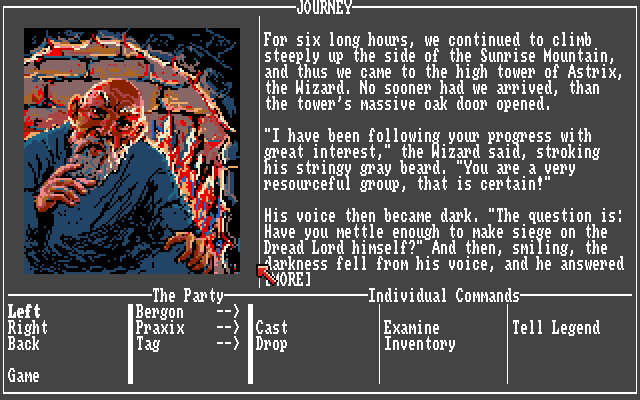 JOURNEY
For six long hours, we continued to climb
steeply up the side of the Sunrise Mountain,
and thus we came to the high tower of Astrix,
the Wizard. No sooner had we arrived, than
the tower's massive oak door opened.
"I have been following your progress with
great interest," the Wizard said, stroking
his stringy gray beard. "You are a very
resourceful group, that is certain!"
His voice then became dark. "The question is:
Have you mettle enough to make siege on the
Dread Lord himself?" And then, smiling, the
darkness fell from his voice, and he answered
[MORE]
The Party Individual Commands
Left Bergon -->
Right Praxix --> Cast Examine Tell Legend
Back Tag --> Drop Inventory
Game